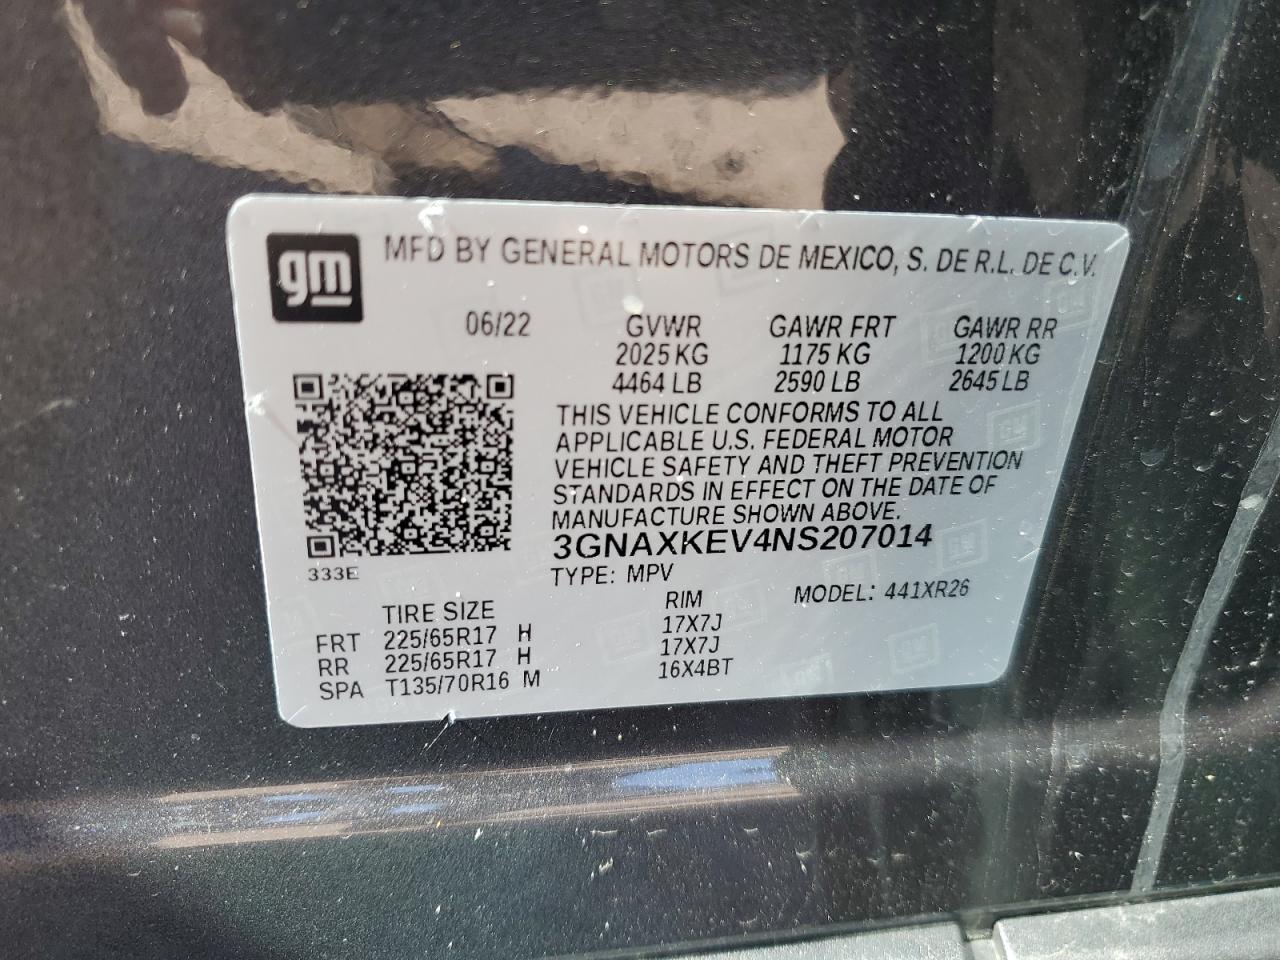 gm
MFD BY GENERAL MOTORS DE MEXICO, S. DE R.L. DE C.V.
06/22 GVWR GAWR FRT GAWR RR
2025 KG 1175 KG 1200 KG
4464 LB 2590 LB 2645 LB
THIS VEHICLE CONFORMS TO ALL
APPLICABLE U.S. FEDERAL MOTOR
VEHICLE SAFETY AND THEFT PREVENTION
STANDARDS IN EFFECT ON THE DATE OF
MANUFACTURE SHOWN ABOVE.
3GNAXKEV4NS207014
333E
TYPE: MPV MODEL: 441XR26
TIRE SIZE RIM
FRT 225/65R17 H 17X7J
RR 225/65R17 H 17X7J
SPA T135/70R16 M 16X4BT